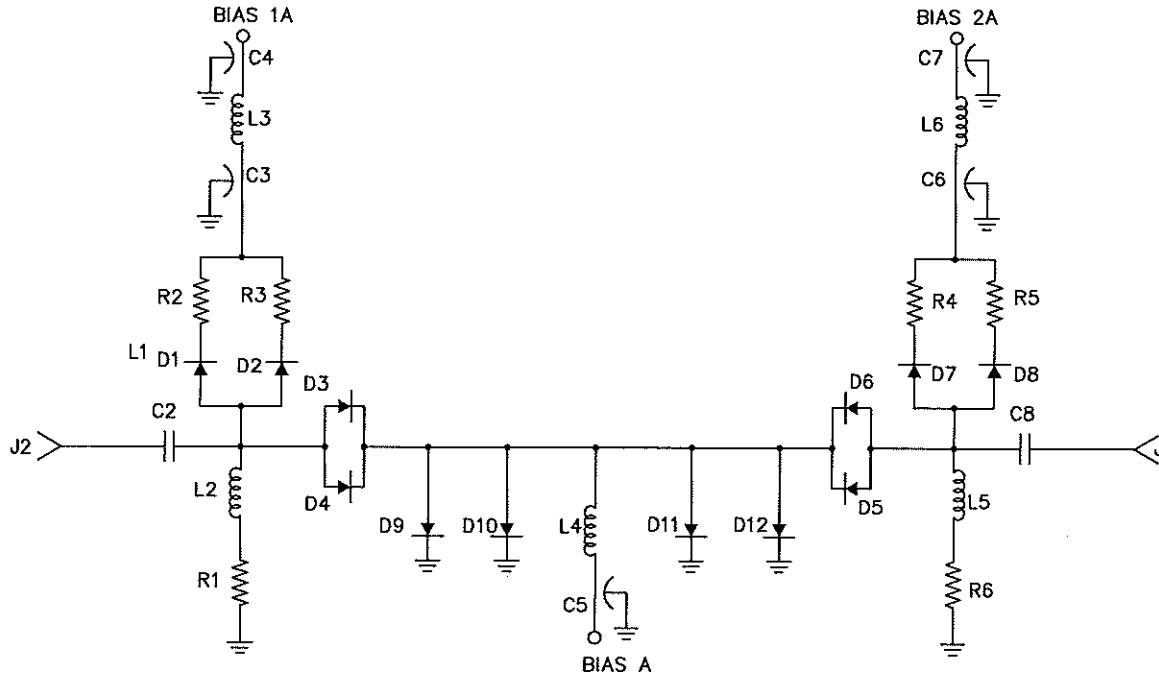 BIAS 1A
BIAS 2A
C4
C7
L3
L6
C3
C6
R2
R3
R4
R5
L1
D1
D2
D3
D6
D7
D8
C2
C8
J2
J
L2
D4
D9
D10
L4
D11
D12
D5
L5
R1
C5
R6
BIAS A